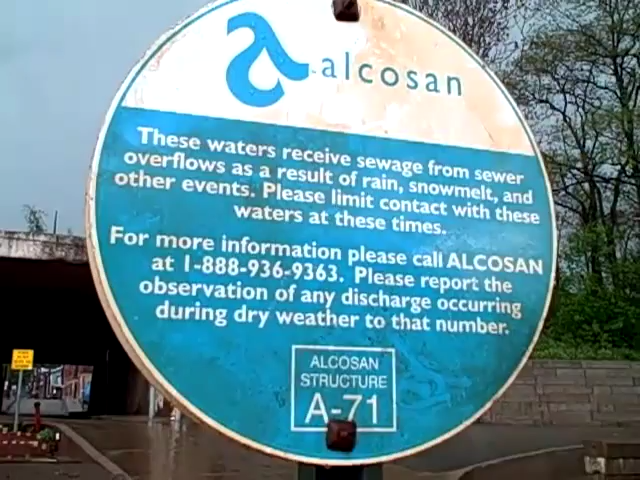 alcosan
These waters receive sewage from sewer
overflows as a result of rain, snowmelt, and
other events. Please limit contact with these
waters at these times.
For more information please call ALCOSAN
at 1-888-936-9363. Please report the
observation of any discharge occurring
during dry weather to that number.
ALCOSAN
STRUCTURE
A-71